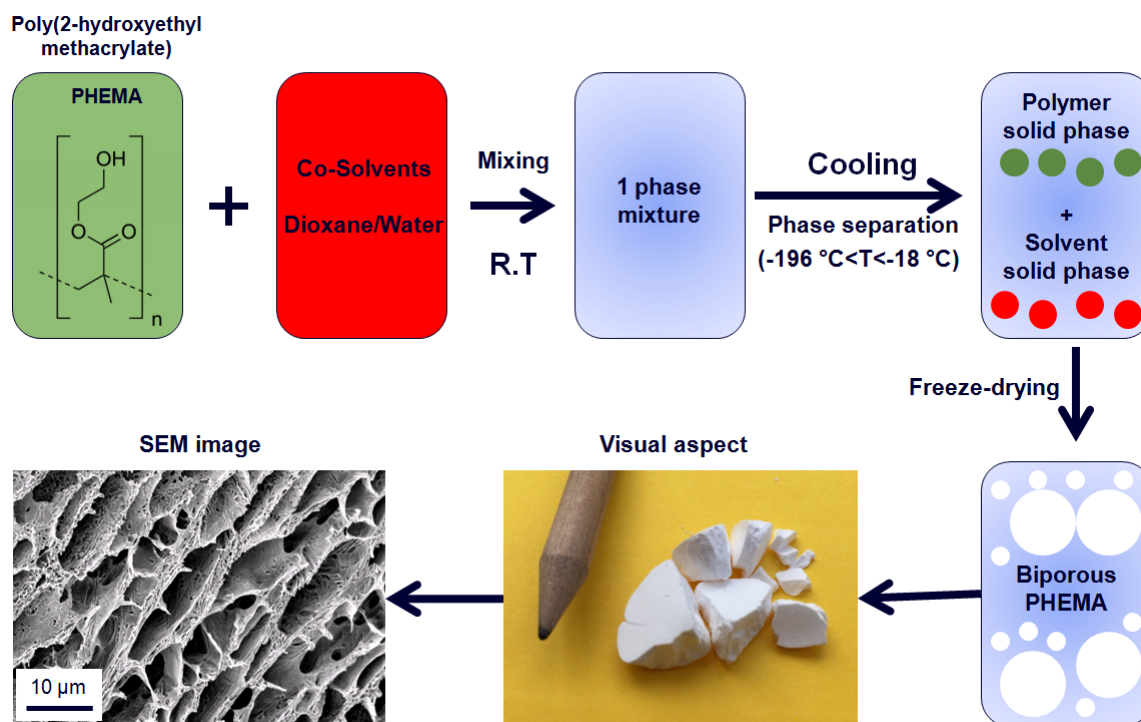 Poly(2-hydroxyethyl
methacrylate)
PHEMA
OH
O
O
n
+
Co-Solvents
Dioxane/Water
Mixing
R.T
1 phase
mixture
Cooling
Phase separation
(-196 °C<T<-18 °C)
Polymer
solid phase
+
Solvent
solid phase
Freeze-drying
Biporous
PHEMA
Visual aspect
SEM image
10 µm